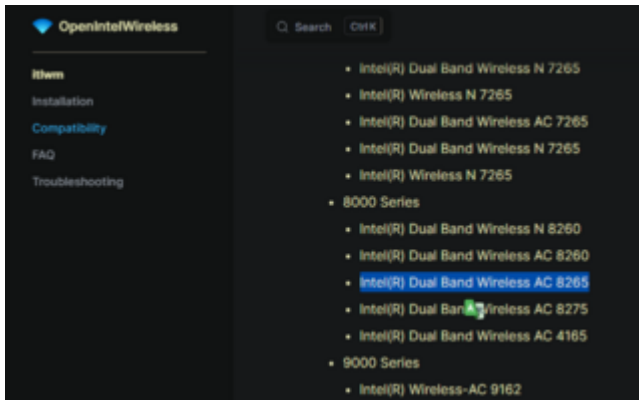 OpenIntelWireless
Search Ctrl K
itlwm
Installation
Compatibility
FAQ
Troubleshooting
Intel(R) Dual Band Wireless N 7265
Intel(R) Wireless N 7265
Intel(R) Dual Band Wireless AC 7265
Intel(R) Dual Band Wireless N 7265
Intel(R) Wireless N 7265
8000 Series
Intel(R) Dual Band Wireless N 8260
Intel(R) Dual Band Wireless AC 8260
Intel(R) Dual Band Wireless AC 8265
Intel(R) Dual Band Wireless AC 8275
Intel(R) Dual Band Wireless AC 4165
9000 Series
Intel(R) Wireless-AC 9162